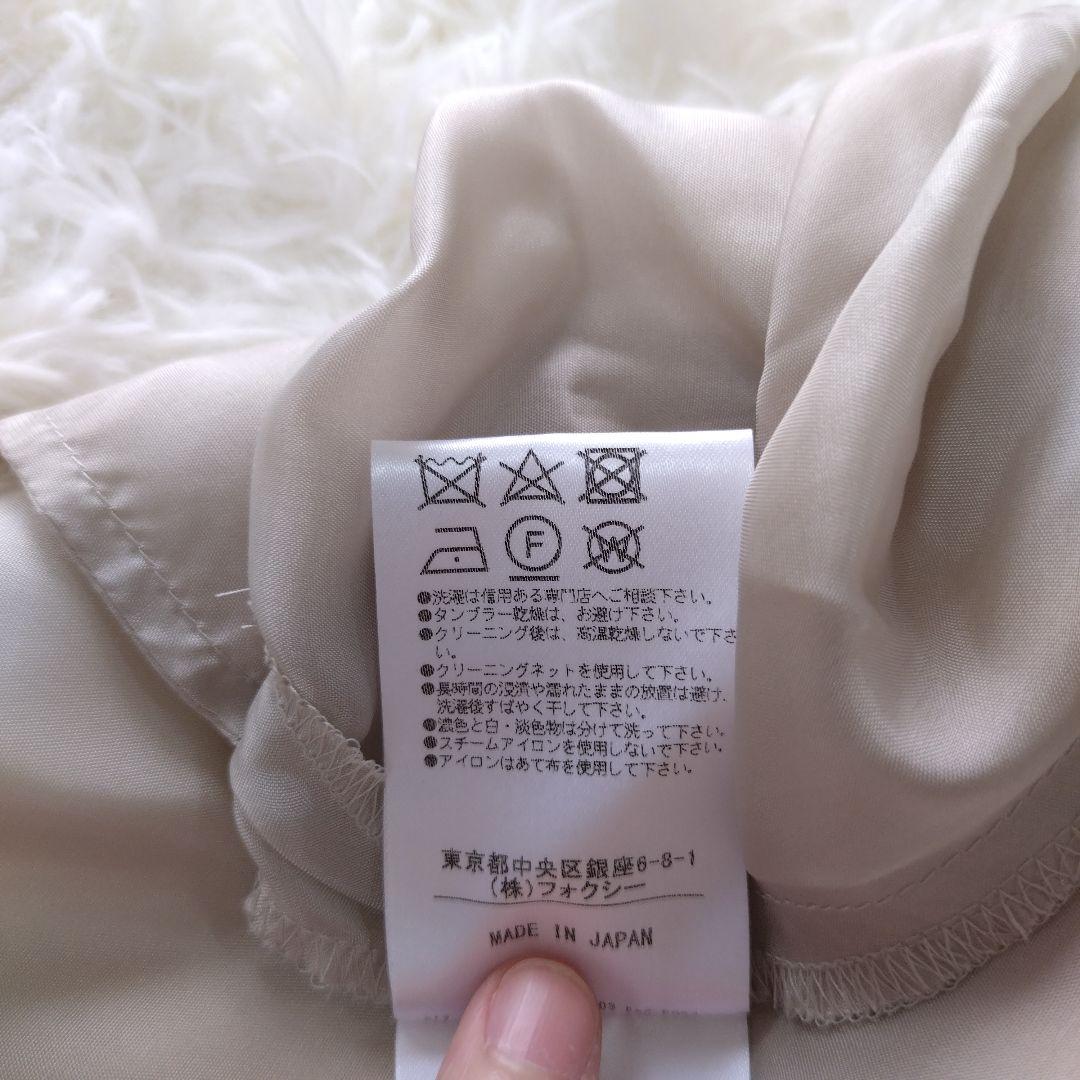 F W
●洗濯は信用ある専門店へご相談下さい。
●タンブラー乾燥は、お避け下さい。
●クリーニング後は、高温乾燥しないで下さ
い。
●クリーニングネットを使用して下さい。
●長時間の浸漬や濡れたままの放置は避け、
洗濯後すばやく干して下さい。
●濃色と白・淡色物は分けて洗って下さい。
●スチームアイロンを使用しないで下さい。
●アイロンはあて布を使用して下さい。
東京都中央区銀座6-8-1
(株)フォクシー
MADE IN JAPAN